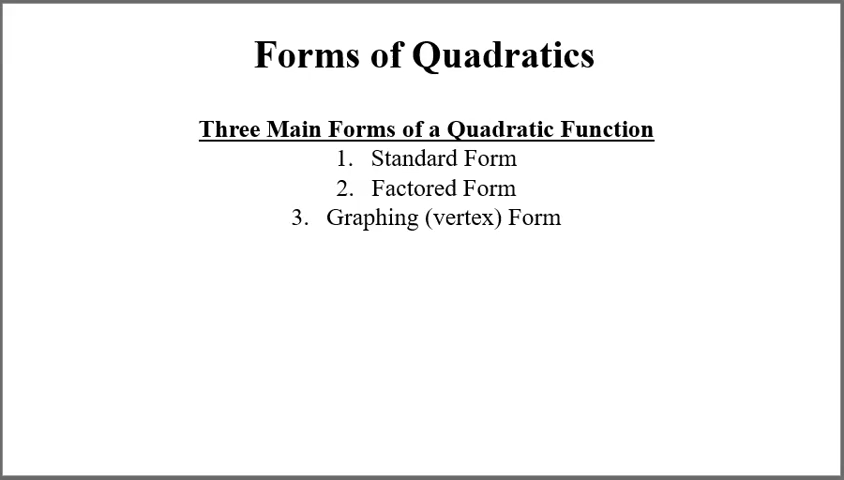 Forms of Quadratics
Three Main Forms of a Quadratic Function
1. Standard Form
2. Factored Form
3. Graphing (vertex) Form